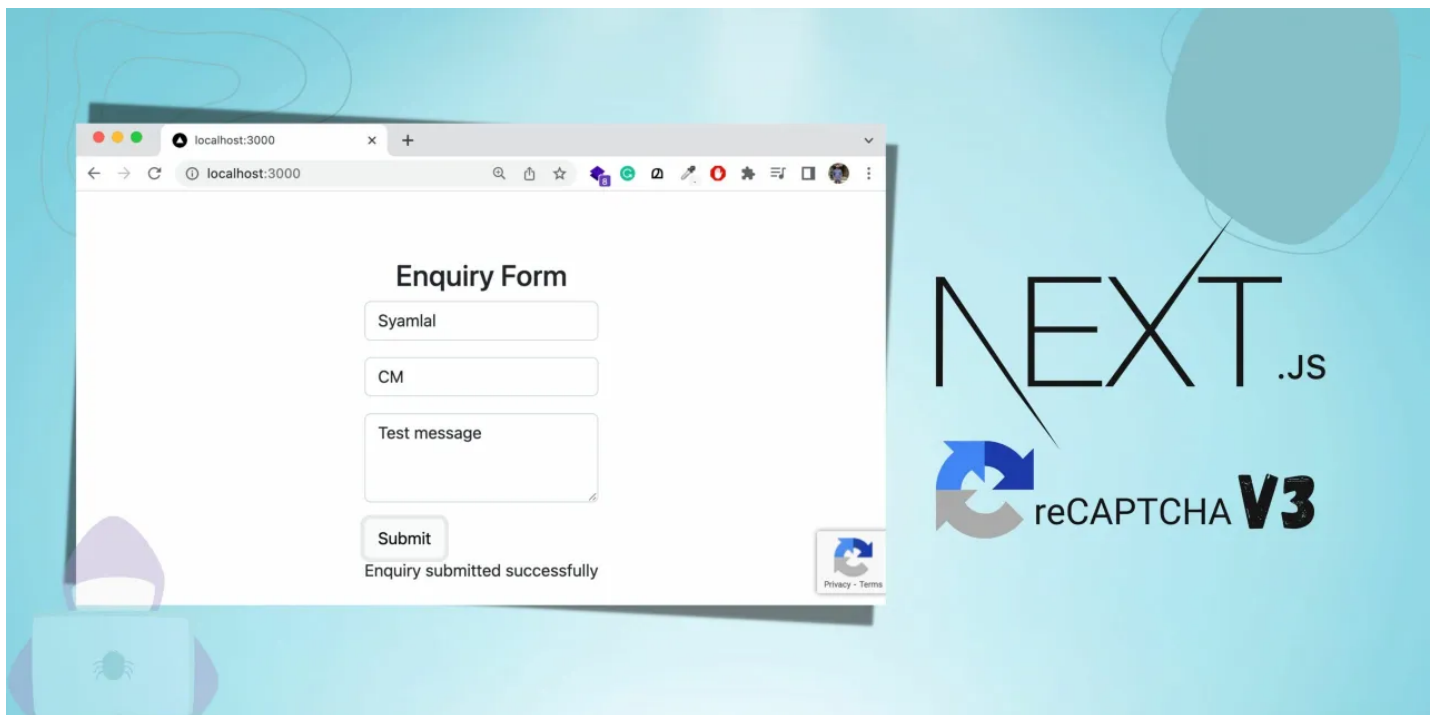 localhost:3000
localhost:3000
8
Enquiry Form
Syamlal
CM
Test message
Submit
Enquiry submitted successfully
Privacy - Terms
NEXT.JS
reCAPTCHA V3